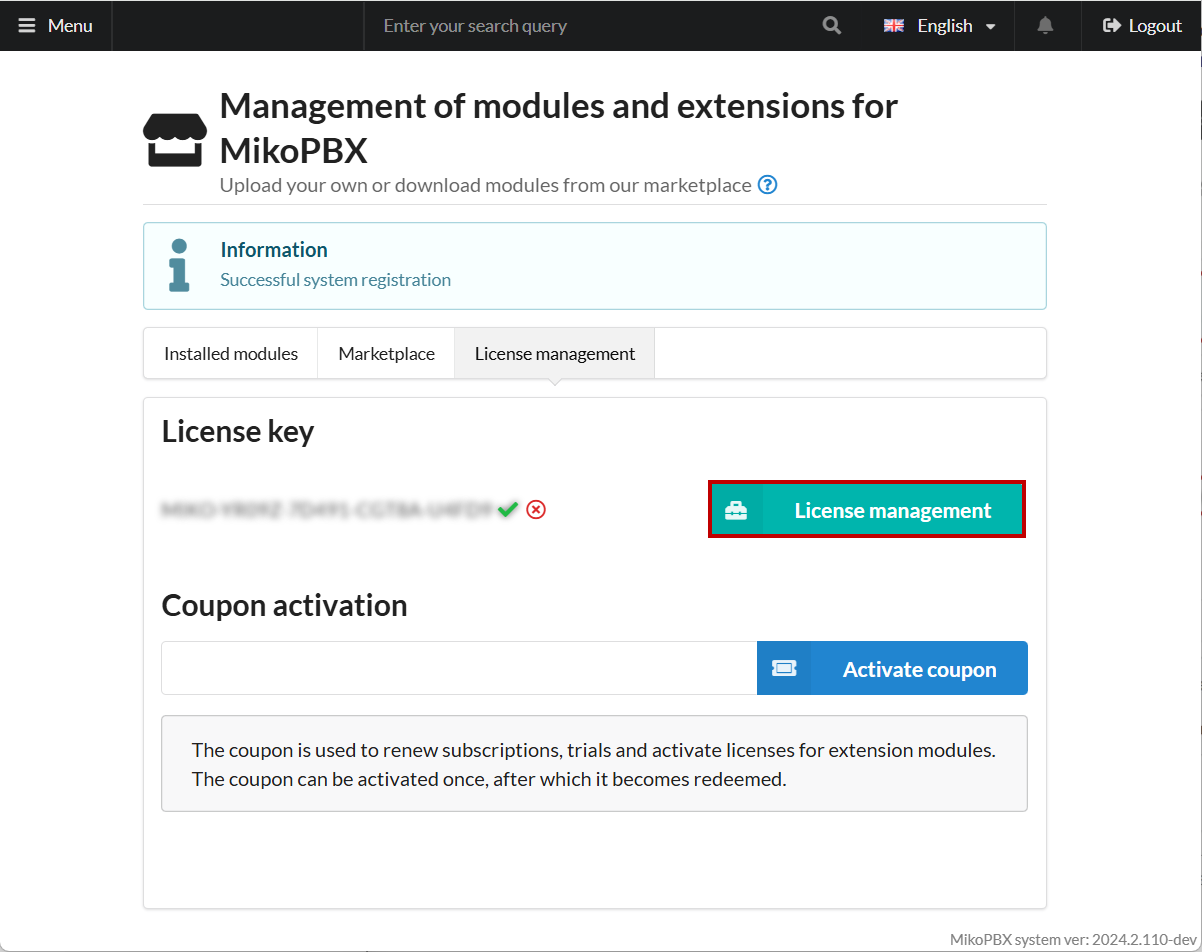 Menu
Enter your search query
English
Logout
Management of modules and extensions for
MikoPBX
Upload your own or download modules from our marketplace
Information
Successful system registration
Installed modules
Marketplace
License management
License key
License management
Coupon activation
Activate coupon
The coupon is used to renew subscriptions, trials and activate licenses for extension modules.
The coupon can be activated once, after which it becomes redeemed.
MikoPBX system ver: 2024.2.110-dev